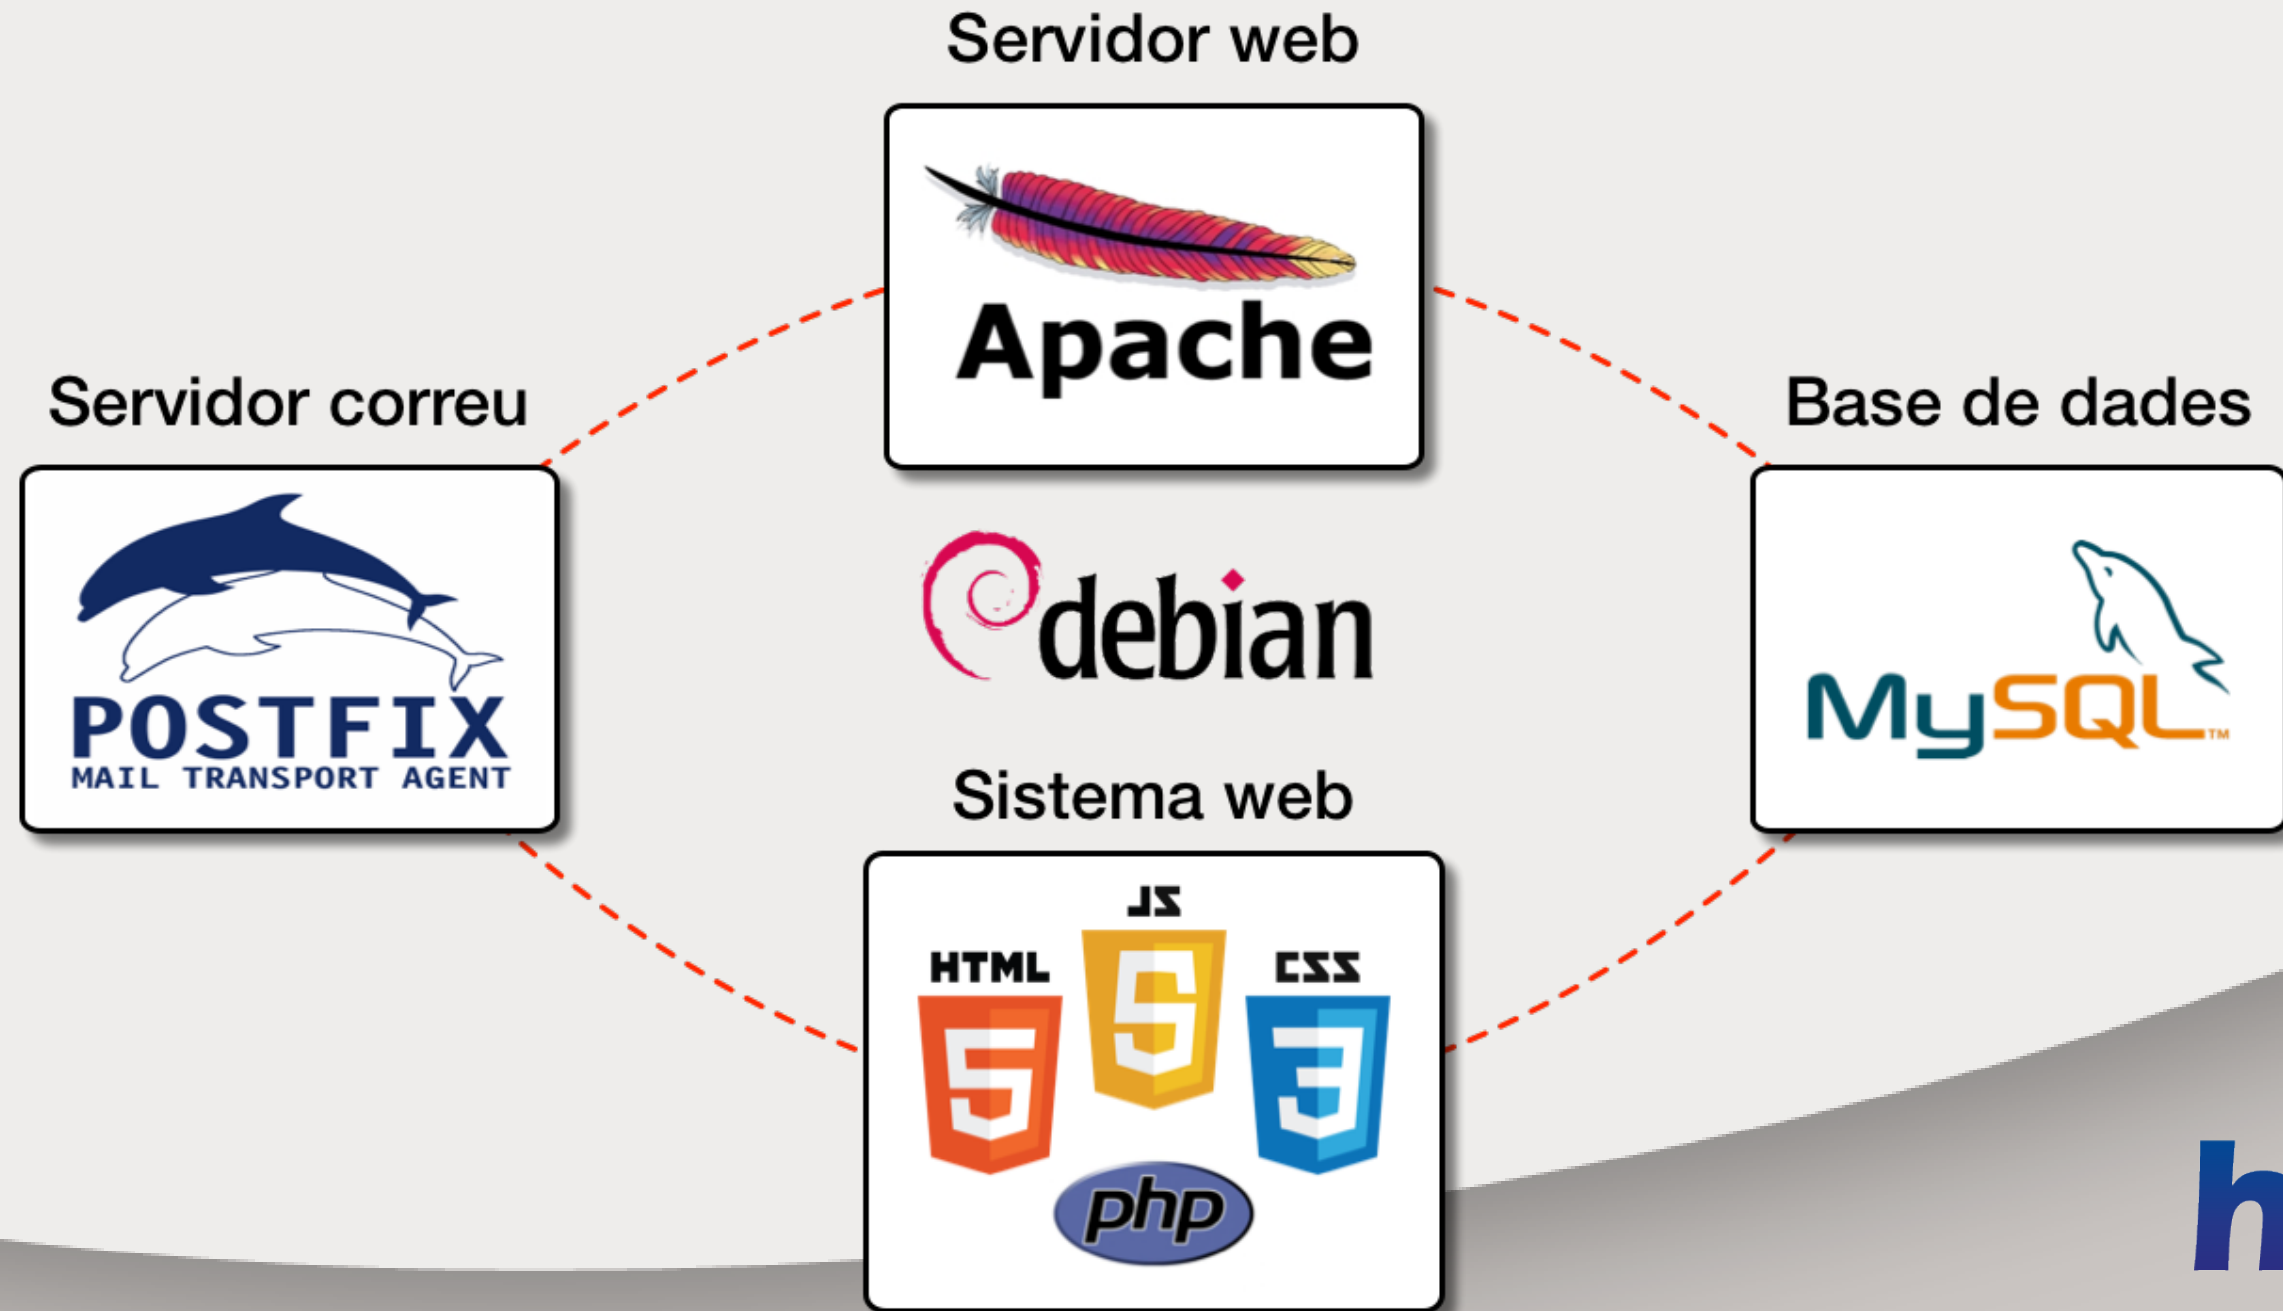 Servidor web
Apache
Servidor correu
POSTFIX
MAIL TRANSPORT AGENT
debian
Base de dades
MySQL™
Sistema web
JS
HTML
CSS
php
h